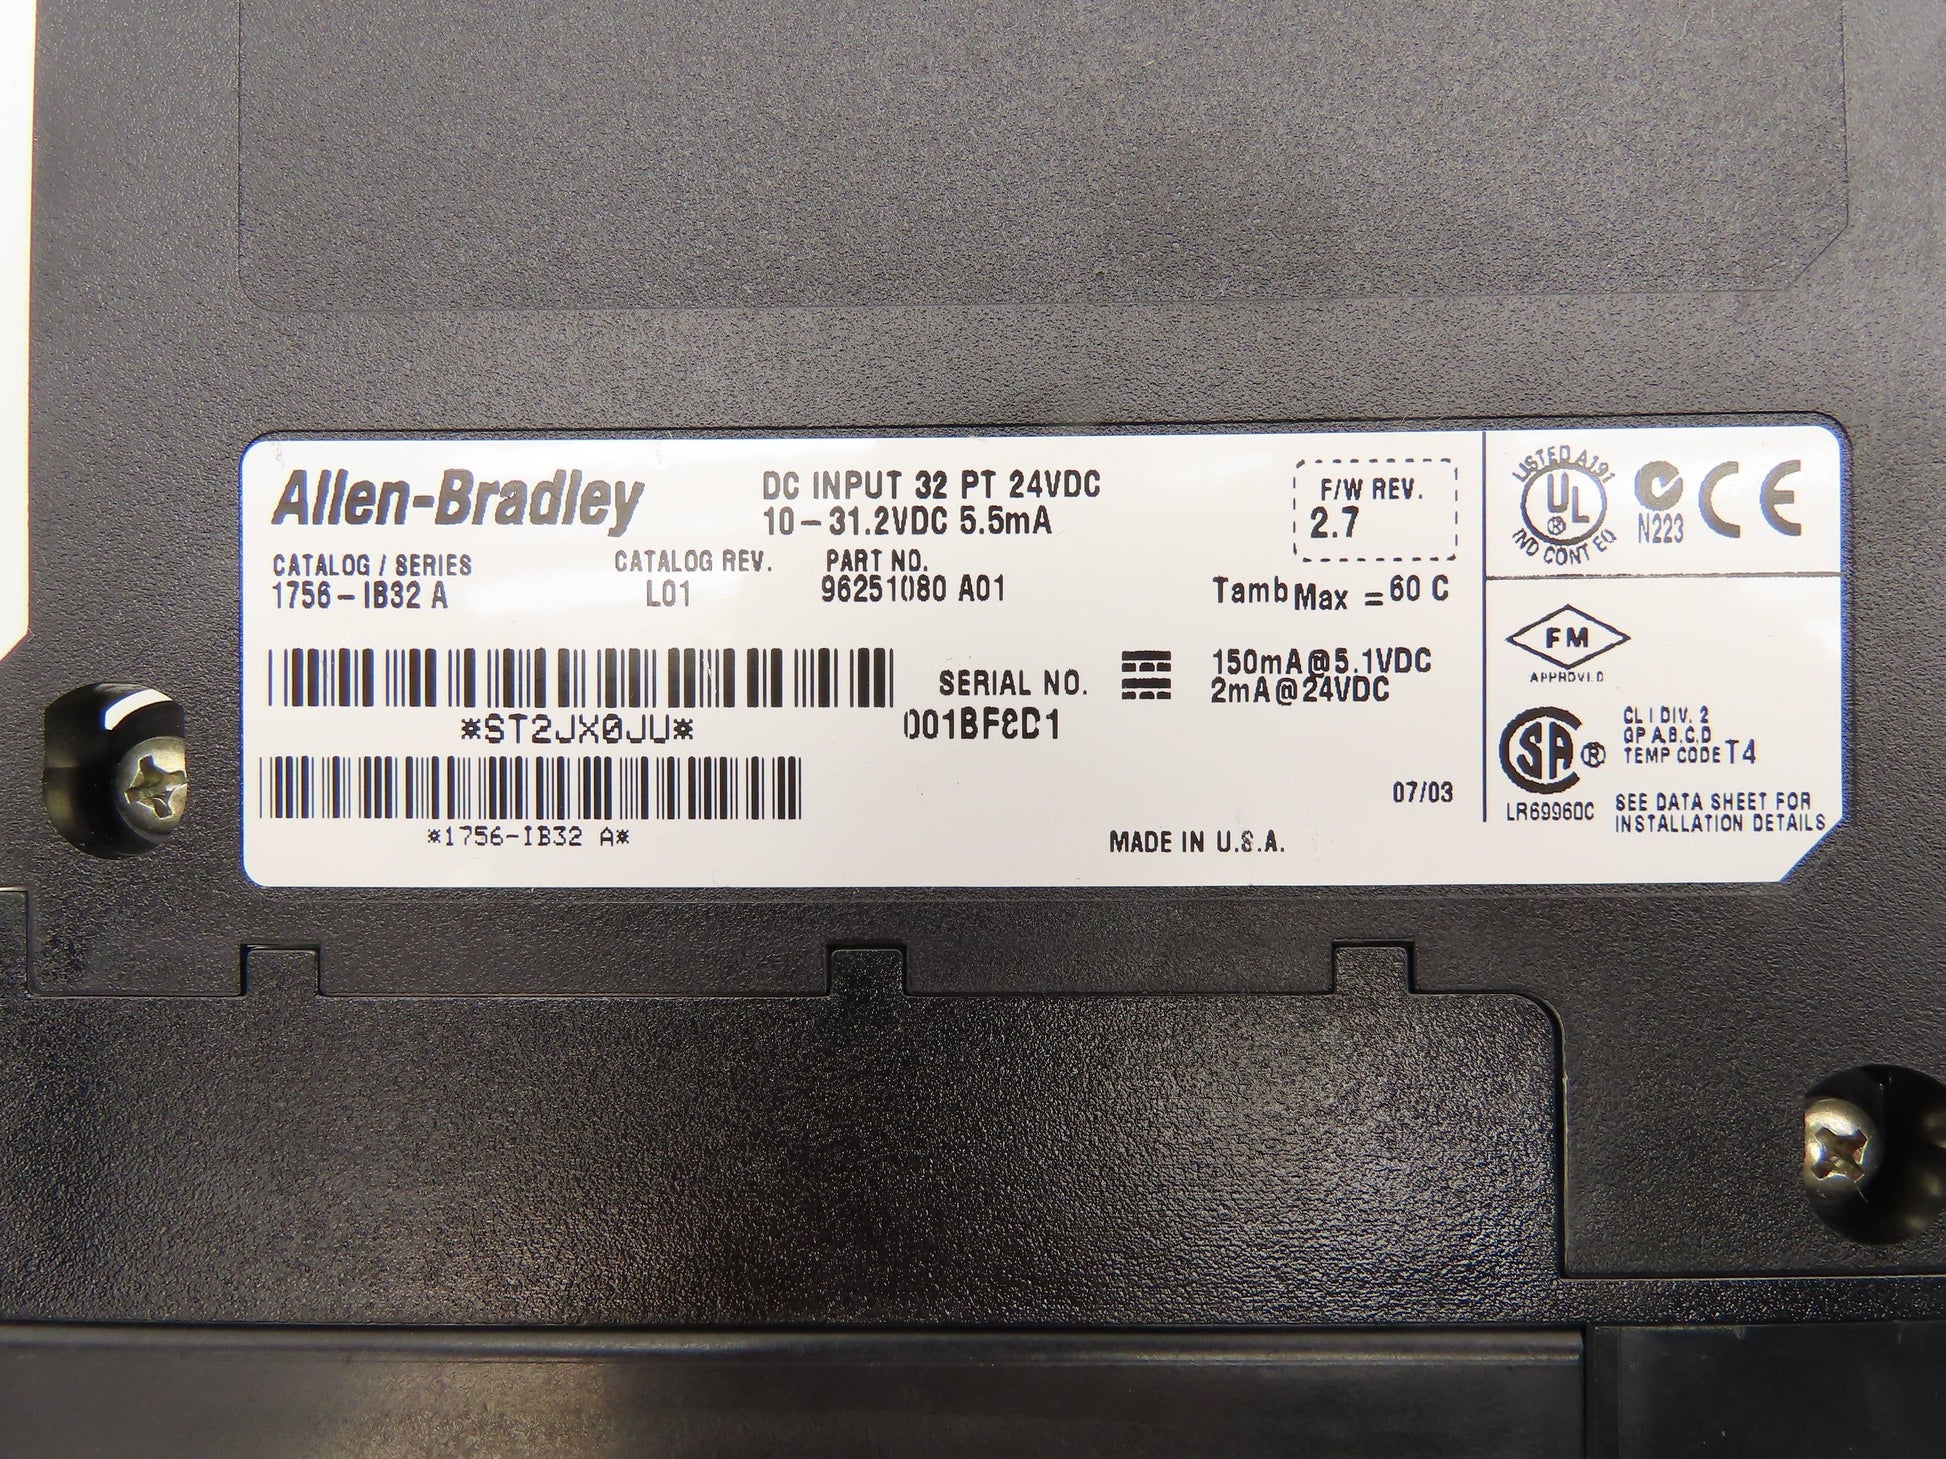 Allen-Bradley
DC INPUT 32 PT 24VDC
10-31.2VDC 5.5mA
F/W REV.
2.7
CATALOG / SERIES
1756-IB32 A
CATALOG REV.
L01
PART NO.
96251080 A01
Tamb Max = 60 C
*ST2JX0JU*
SERIAL NO.
150mA@5.1VDC
2mA@24VDC
*1756-IB32 A*
07/03
MADE IN U.S.A.
LISTED A191
UL ®
IND CONT EQ
N223
CE
FM
APPROVED
SA ®
LR69960C
CL I DIV. 2
GP A,B,C,D
TEMP CODE T4
SEE DATA SHEET FOR
INSTALLATION DETAILS